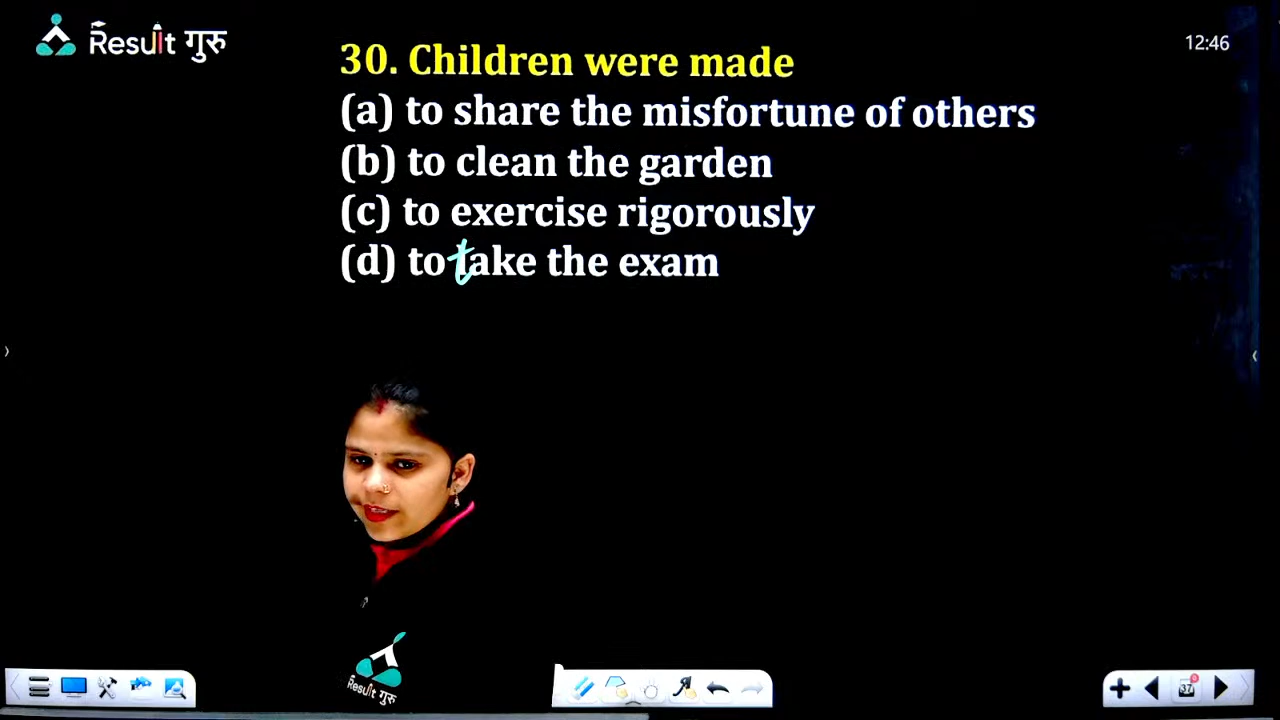 Result गुरु
12:46
30. Children were made
(a) to share the misfortune of others
(b) to clean the garden
(c) to exercise rigorously
(d) to take the exam
Result गुरु
37